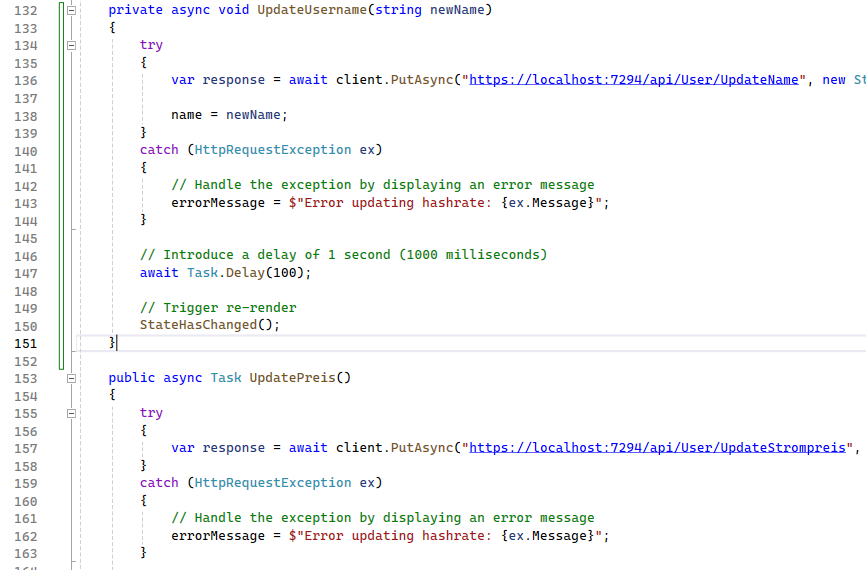 132 private async void UpdateUsername(string newName)
133 {
134 try
135 {
136 var response = await client.PutAsync("https://localhost:7294/api/User/UpdateName", new St
137
138 name = newName;
139 }
140 catch (HttpRequestException ex)
141 {
142 // Handle the exception by displaying an error message
143 errorMessage = $"Error updating hashrate: {ex.Message}";
144 }
145
146 // Introduce a delay of 1 second (1000 milliseconds)
147 await Task.Delay(100);
148
149 // Trigger re-render
150 StateHasChanged();
151 }
152
153 public async Task UpdatePreis()
154 {
155 try
156 {
157 var response = await client.PutAsync("https://localhost:7294/api/User/UpdateStrompreis",
158 }
159 catch (HttpRequestException ex)
160 {
161 // Handle the exception by displaying an error message
162 errorMessage = $"Error updating hashrate: {ex.Message}";
163 }